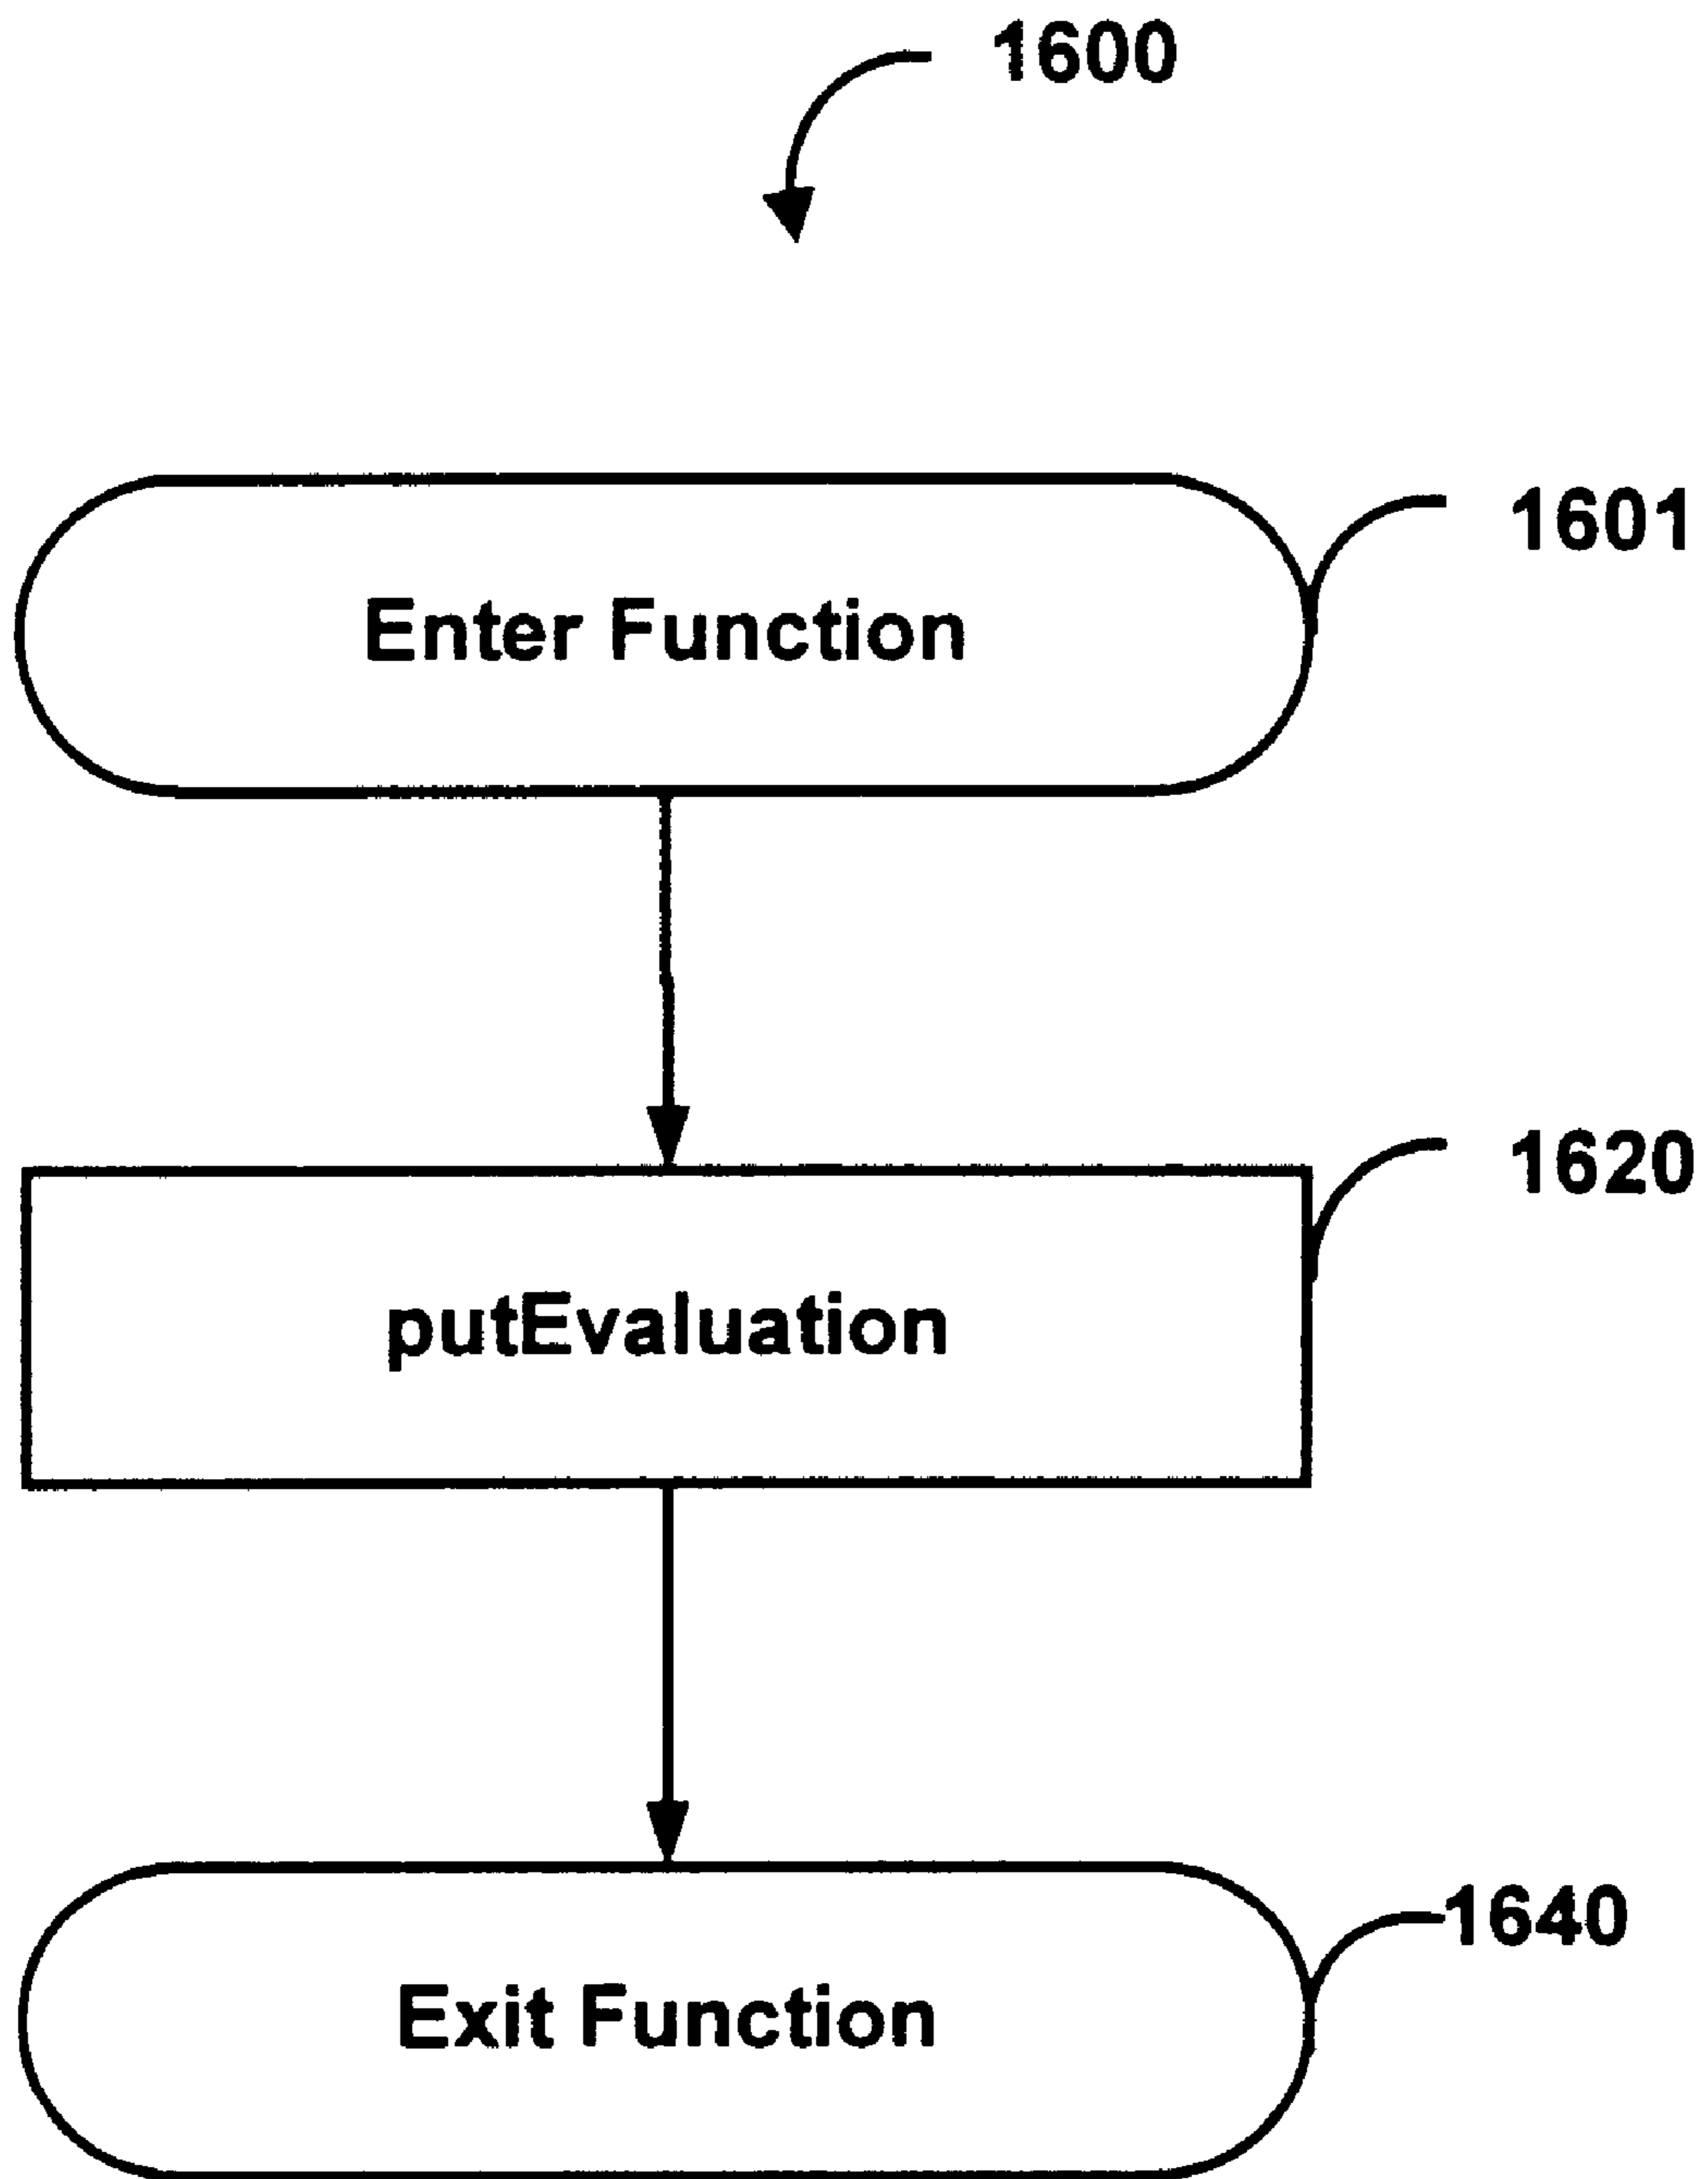 1600
1601
Enter Function
1620
putEvaluation
1640
Exit Function